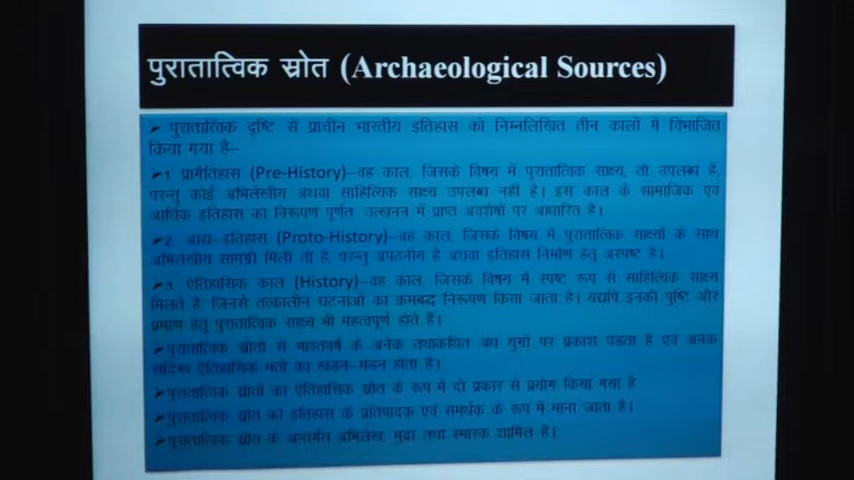 पुरातात्विक स्रोत (Archaeological Sources)
➤ पुरातात्विक दृष्टि से प्राचीन भारतीय इतिहास को निम्नलिखित तीन कालों में विभाजित
किया गया है–
➤1 प्रागैतिहास (Pre-History)–वह काल, जिसके विषय में पुरातात्विक साक्ष्य, तो उपलब्ध है,
परन्तु कोई अभिलेखीय अथवा साहित्यिक साक्ष्य उपलब्ध नहीं है। इस काल के सामाजिक एवं
आर्थिक इतिहास का निरूपण पूर्णत उत्खनन में प्राप्त अवशेषों पर आधारित है।
➤2 आद्य–इतिहास (Proto-History)–वह काल, जिसके विषय में पुरातात्विक साक्ष्यों के साथ
अभिलेखीय सामग्री मिली तो है, परन्तु अपठनीय है अथवा इतिहास निर्माण हेतु अस्पष्ट है।
➤3 ऐतिहासिक काल (History)–वह काल, जिसके विषय में स्पष्ट रूप से साहित्यिक साक्ष्य
मिलते है, जिनसे तत्कालीन घटनाओं का क्रमबद्ध निरूपण किया जाता है। यद्यपि इनकी पुष्टि और
प्रमाण हेतु पुरातात्विक साक्ष्य भी महत्वपूर्ण होते है।
➤पुरातात्विक स्रोतों से भारतवर्ष के अनेक तथाकथित अंध युगों पर प्रकाश पडता है एवं अनेक
ऐतिहासिक मतों का खंडन–मंडन होता है।
➤पुरातात्विक स्रोतों का ऐतिहासिक स्रोत के रूप में दो प्रकार से प्रयोग किया गया है
➤पुरातात्विक स्रोत को इतिहास के प्रतिपादक एवं समर्थक के रूप में माना जाता है।
➤पुरातात्विक स्रोत के अन्तर्गत अभिलेख, मुद्रा तथा स्मारक शामिल है।